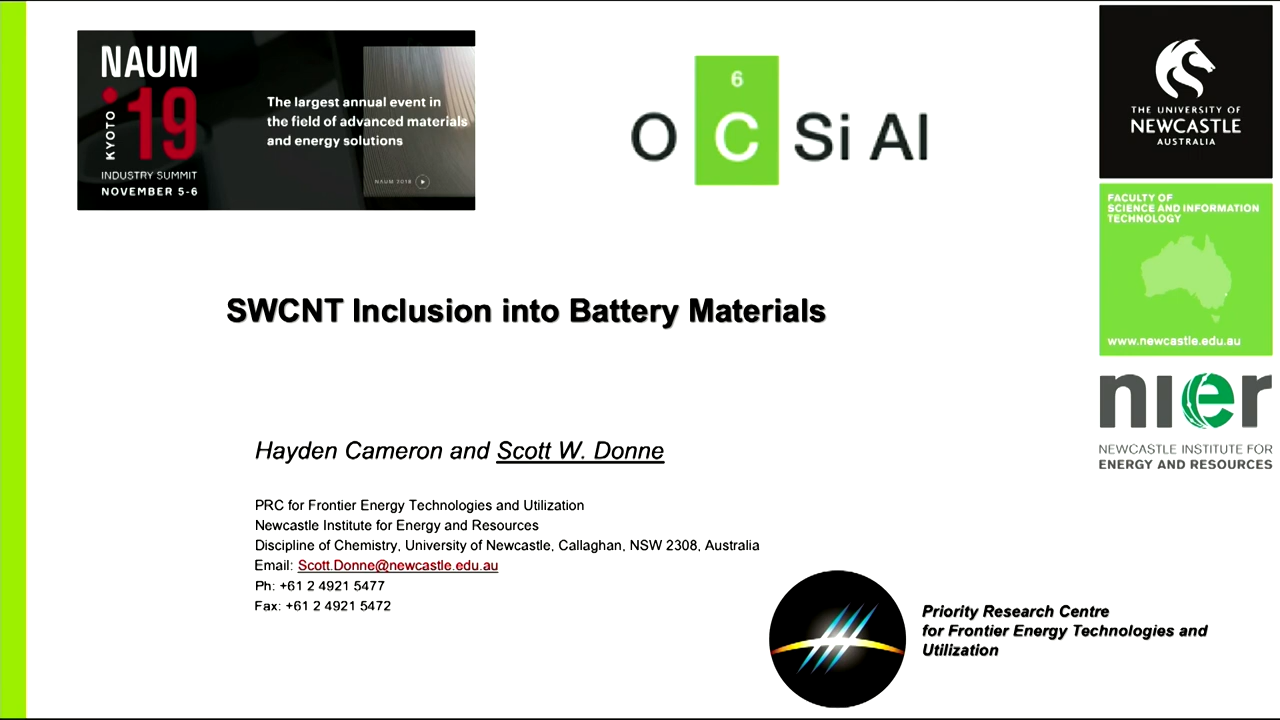 NAUM
KYOTO '19
INDUSTRY SUMMIT
NOVEMBER 5-6
The largest annual event in
the field of advanced materials
and energy solutions
NAUM 2018
6
O C Si Al
THE UNIVERSITY OF
NEWCASTLE
AUSTRALIA
FACULTY OF
SCIENCE AND INFORMATION
TECHNOLOGY
www.newcastle.edu.au
nier
NEWCASTLE INSTITUTE FOR
ENERGY AND RESOURCES
SWCNT Inclusion into Battery Materials
Hayden Cameron and Scott W. Donne
PRC for Frontier Energy Technologies and Utilization
Newcastle Institute for Energy and Resources
Discipline of Chemistry, University of Newcastle, Callaghan, NSW 2308, Australia
Email: Scott.Donne@newcastle.edu.au
Ph: +61 2 4921 5477
Fax: +61 2 4921 5472
Priority Research Centre
for Frontier Energy Technologies and
Utilization